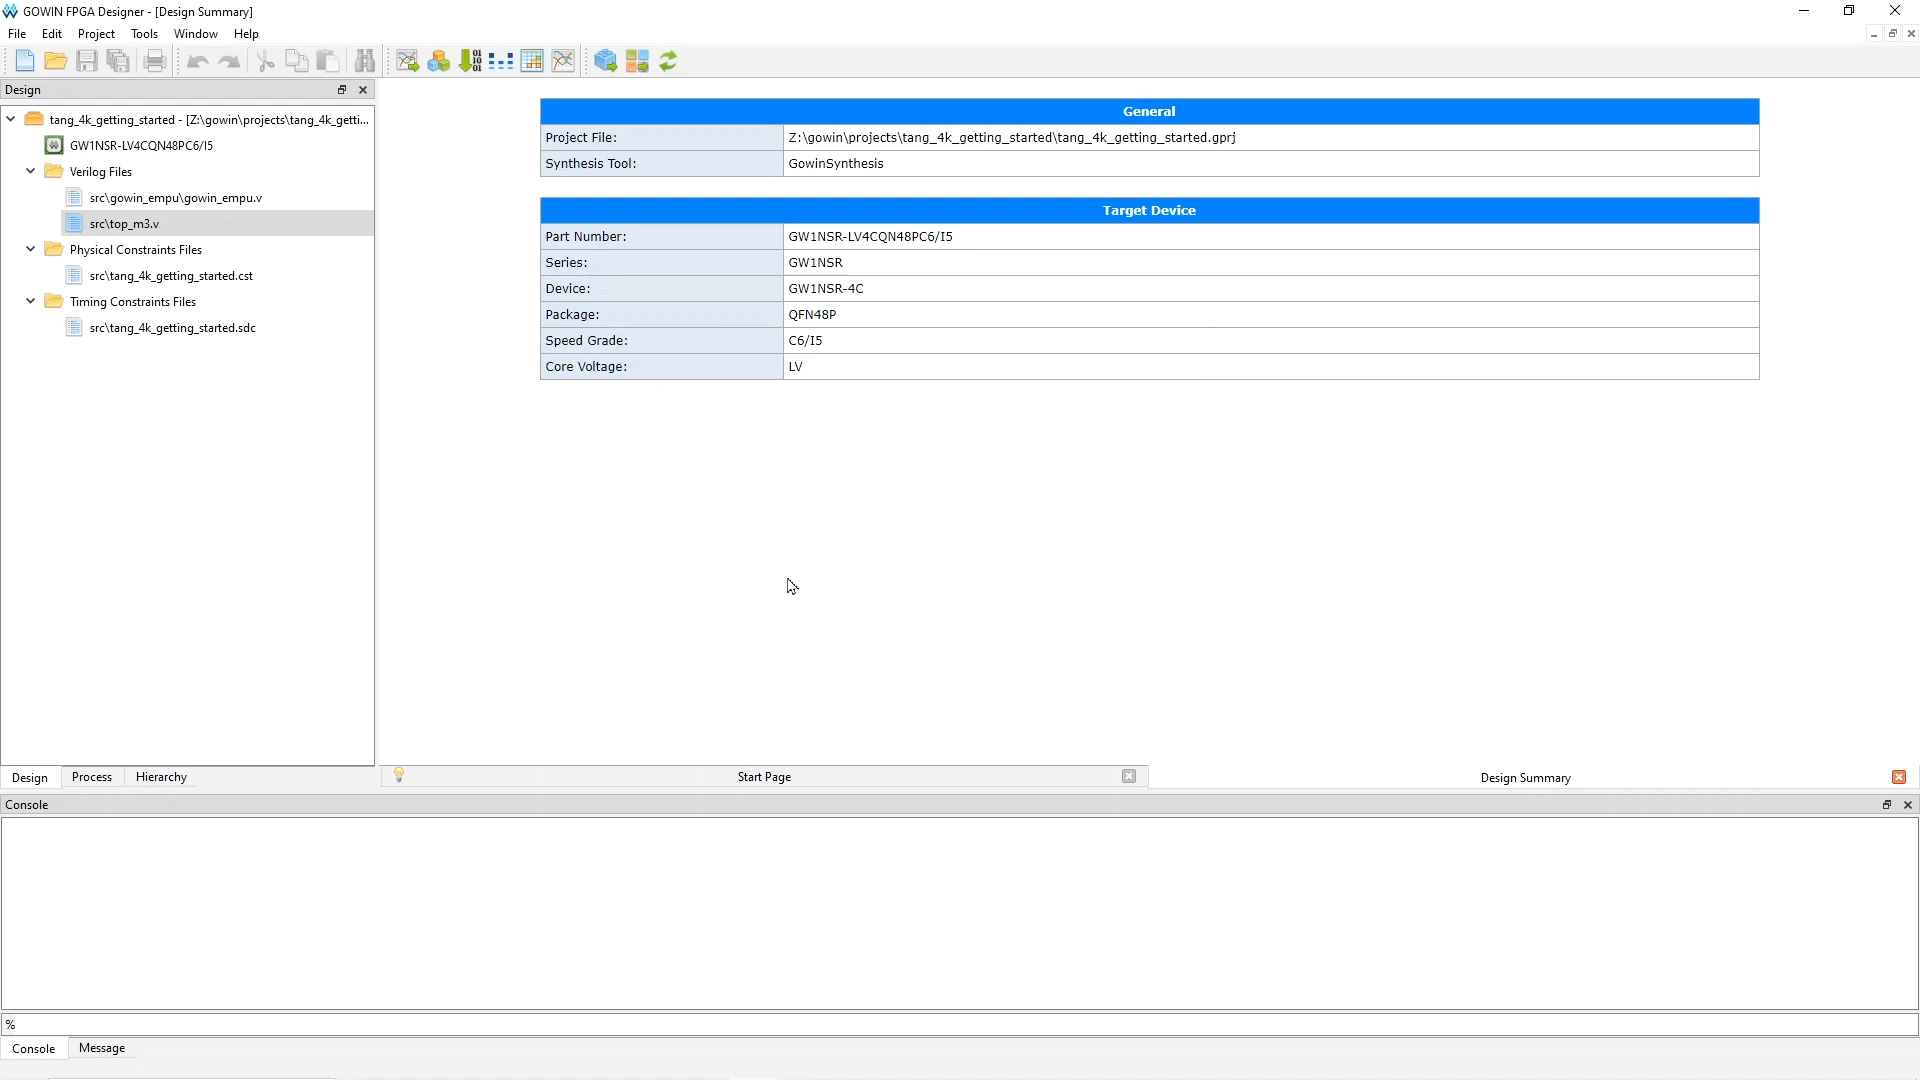 GOWIN FPGA Designer - [Design Summary]
File Edit Project Tools Window Help
Design
tang_4k_getting_started - [Z:\gowin\projects\tang_4k_getti...
GW1NSR-LV4CQN48PC6/I5
Verilog Files
src\gowin_empu\gowin_empu.v
src\top_m3.v
Physical Constraints Files
src\tang_4k_getting_started.cst
Timing Constraints Files
src\tang_4k_getting_started.sdc
General
Project File: Z:\gowin\projects\tang_4k_getting_started\tang_4k_getting_started.gprj
Synthesis Tool: GowinSynthesis
Target Device
Part Number: GW1NSR-LV4CQN48PC6/I5
Series: GW1NSR
Device: GW1NSR-4C
Package: QFN48P
Speed Grade: C6/I5
Core Voltage: LV
Design Process Hierarchy
Start Page Design Summary
Console
%
Console Message